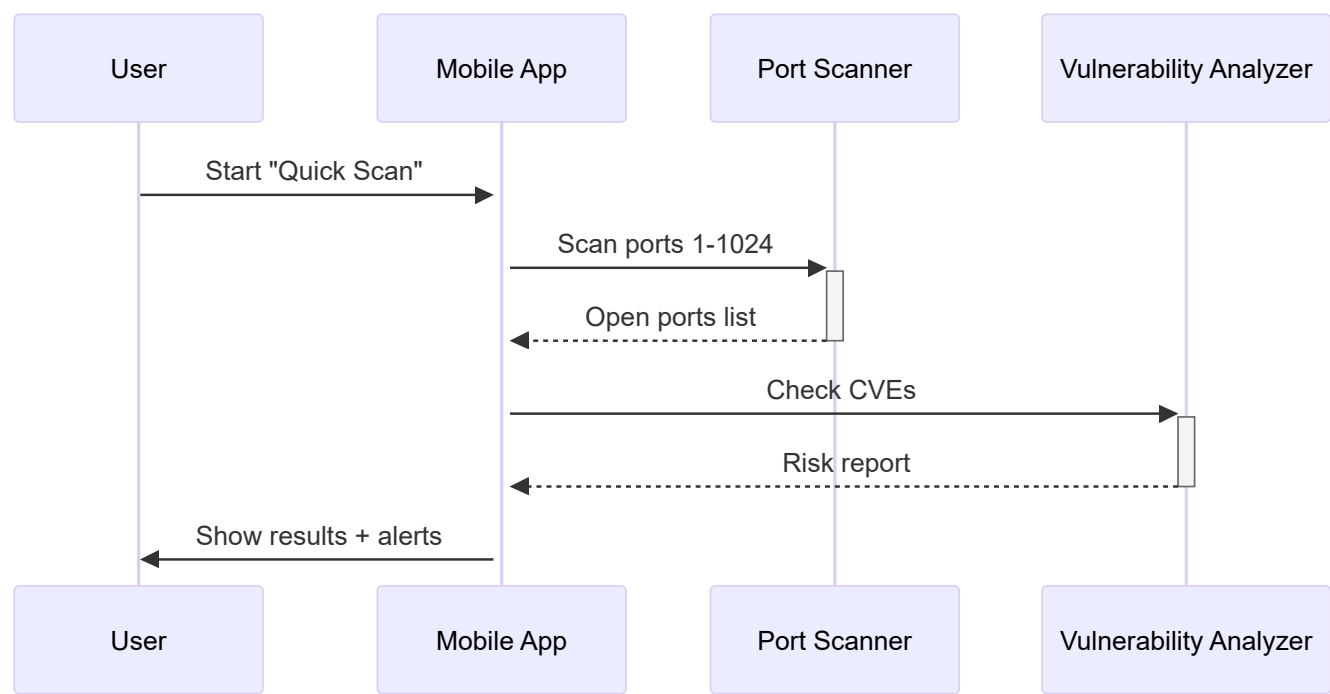 User
Mobile App
Port Scanner
Vulnerability Analyzer
Start "Quick Scan"
Scan ports 1-1024
Open ports list
Check CVEs
Risk report
Show results + alerts
User
Mobile App
Port Scanner
Vulnerability Analyzer